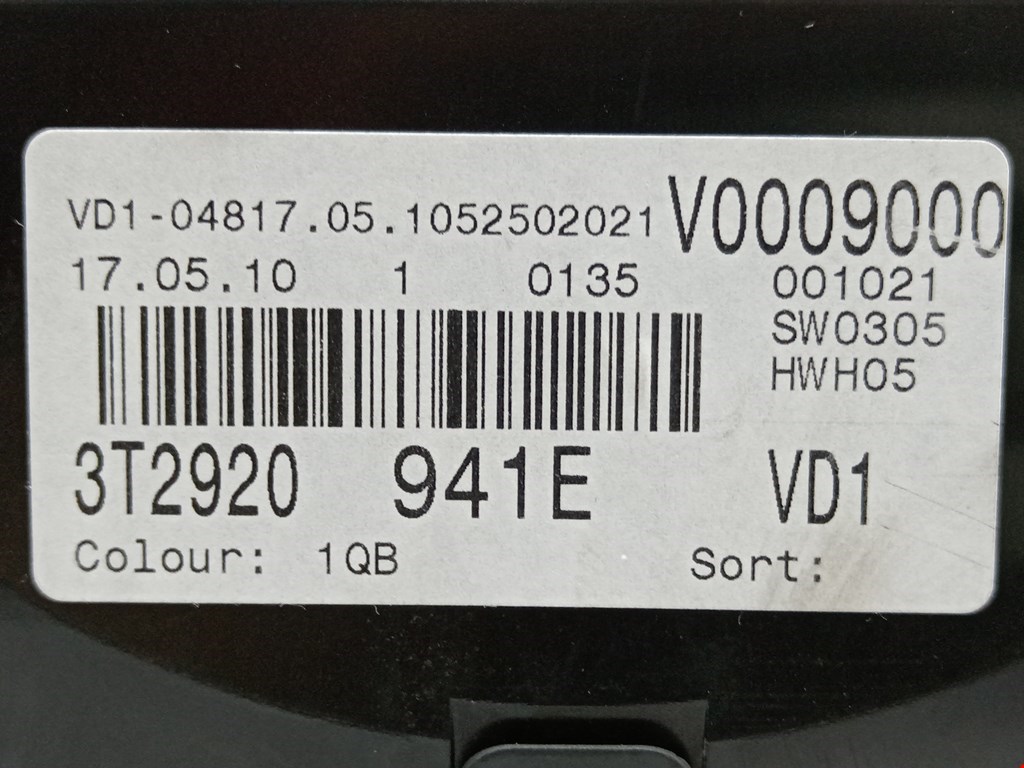 VD1-04817.05.1052502021 V0009000
17.05.10 1 0135 001021
SW0305
HWH05
3T2920 941E VD1
Colour: 1QB Sort: